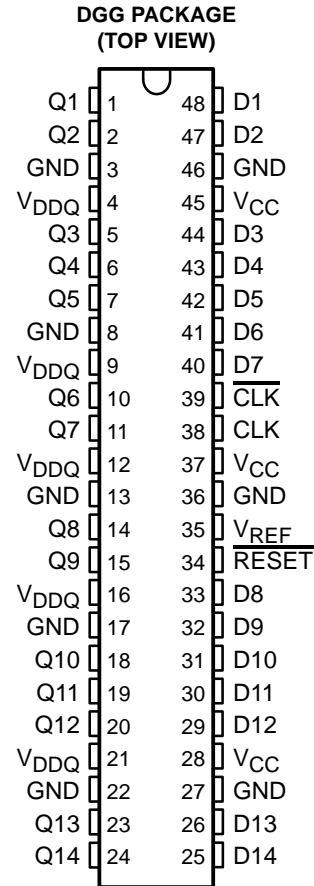 DGG PACKAGE
(TOP VIEW)
Q1 1 48 D1
Q2 2 47 D2
GND 3 46 GND
VDDQ 4 45 VCC
Q3 5 44 D3
Q4 6 43 D4
Q5 7 42 D5
GND 8 41 D6
VDDQ 9 40 D7
Q6 10 39 C̅L̅K̅
Q7 11 38 CLK
VDDQ 12 37 VCC
GND 13 36 GND
Q8 14 35 VREF
Q9 15 34 R̅E̅S̅E̅T̅
VDDQ 16 33 D8
GND 17 32 D9
Q10 18 31 D10
Q11 19 30 D11
Q12 20 29 D12
VDDQ 21 28 VCC
GND 22 27 GND
Q13 23 26 D13
Q14 24 25 D14